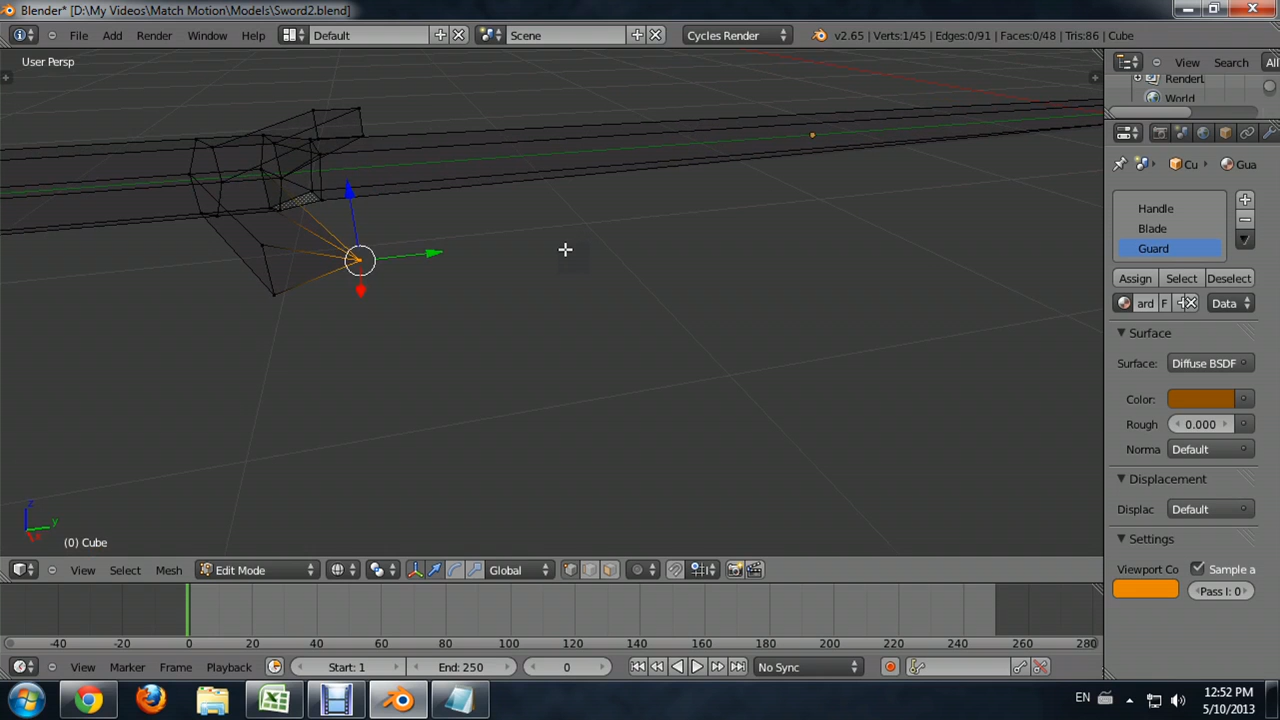 Blender* [D:\My Videos\Match Motion\Models\Sword2.blend]
File Add Render Window Help Default Scene Cycles Render v2.65 | Verts:1/45 | Edges:0/91 | Faces:0/48 | Tris:86 | Cube
User Persp
View Search All
RenderL
World
Cu Gua
Handle
Blade
Guard
Assign Select Deselect
ard F Data
Surface
Surface: Diffuse BSDF
Color:
Rough 0.000
Norma Default
Displacement
Displac Default
Settings
Viewport Co Sample a
Pass I: 0
z
y
x
(0) Cube
View Select Mesh Edit Mode Global
-40 -20 0 20 40 60 80 100 120 140 160 180 200 220 240 260 280
View Marker Frame Playback Start: 1 End: 250 0 No Sync
EN 12:52 PM
5/10/2013